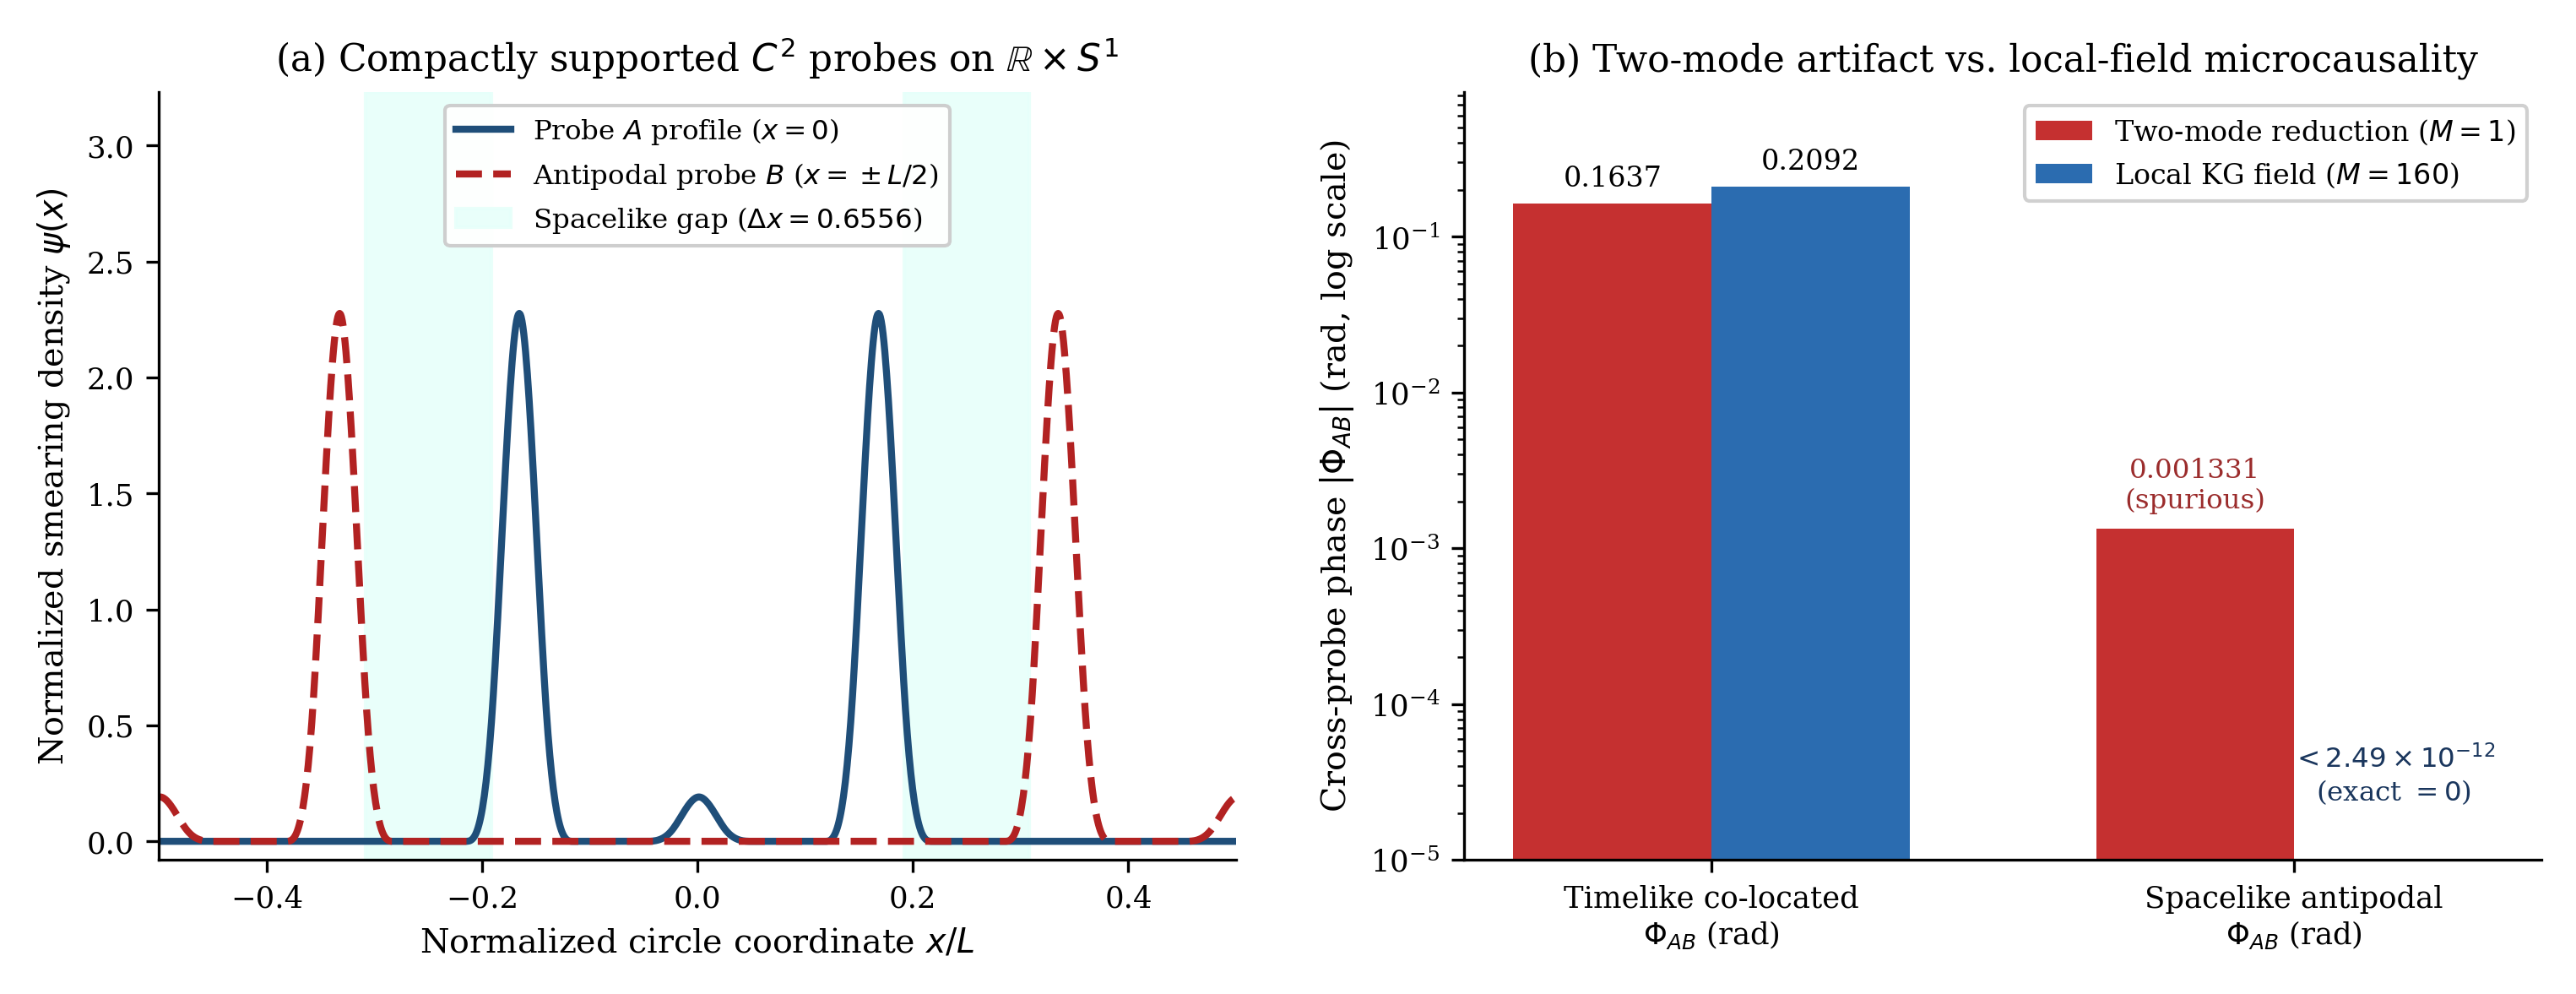 (a) Compactly supported C² probes on ℝ × S¹
Normalized smearing density ψ(x)
3.0
2.5
2.0
1.5
1.0
0.5
0.0
Probe A profile (x = 0)
Antipodal probe B (x = ±L/2)
Spacelike gap (Δx = 0.6556)
−0.4
−0.2
0.0
0.2
0.4
Normalized circle coordinate x/L
(b) Two-mode artifact vs. local-field microcausality
Cross-probe phase |Φ_AB| (rad, log scale)
10⁻¹
10⁻²
10⁻³
10⁻⁴
10⁻⁵
Two-mode reduction (M = 1)
Local KG field (M = 160)
0.1637
0.2092
0.001331
(spurious)
< 2.49 × 10⁻¹²
(exact = 0)
Timelike co-located
Φ_AB (rad)
Spacelike antipodal
Φ_AB (rad)